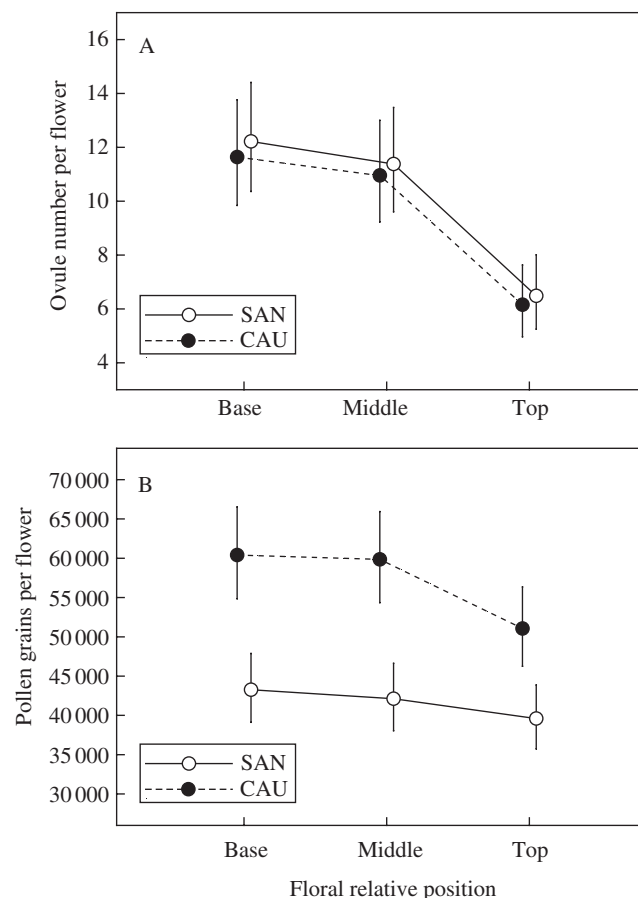 A
16
14
12
10
8
6
4
Ovule number per flower
SAN
CAU
Base Middle Top
B
70 000
65 000
60 000
55 000
50 000
45 000
40 000
35 000
30 000
Pollen grains per flower
SAN
CAU
Base Middle Top
Floral relative position